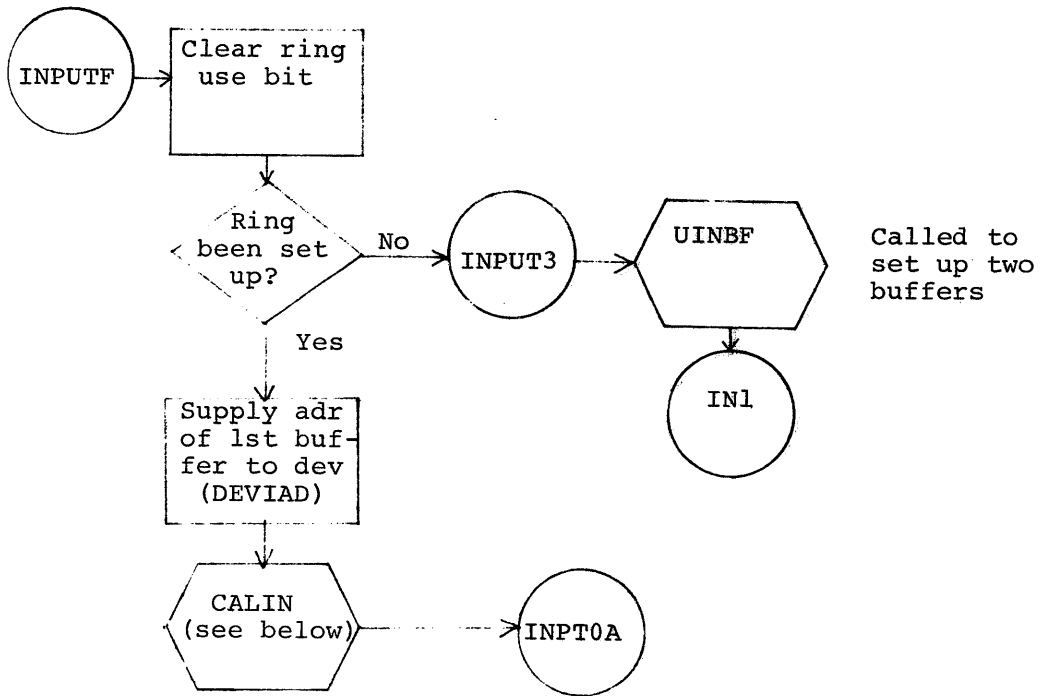 INPUTF
Clear ring
use bit
Ring
been set
up?
No
INPUT3
UINBF
Called to
set up two
buffers
IN1
Yes
Supply adr
of 1st buf-
fer to dev
(DEVIAD)
CALIN
(see below)
INPT0A